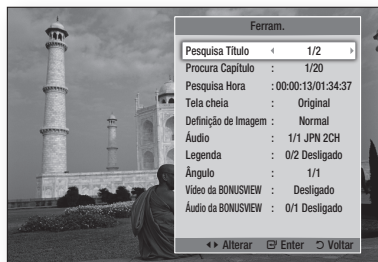 Ferram.
Pesquisa Título ◄ 1/2 ►
Procura Capítulo : 1/20
Pesquisa Hora : 00:00:13/01:34:37
Tela cheia : Original
Definição de Imagem : Normal
Áudio : 1/1 JPN 2CH
Legenda : 0/2 Desligado
Ângulo : 1/1
Vídeo da BONUSVIEW : Desligado
Áudio da BONUSVIEW : 0/1 Desligado
◄► Alterar Enter Voltar